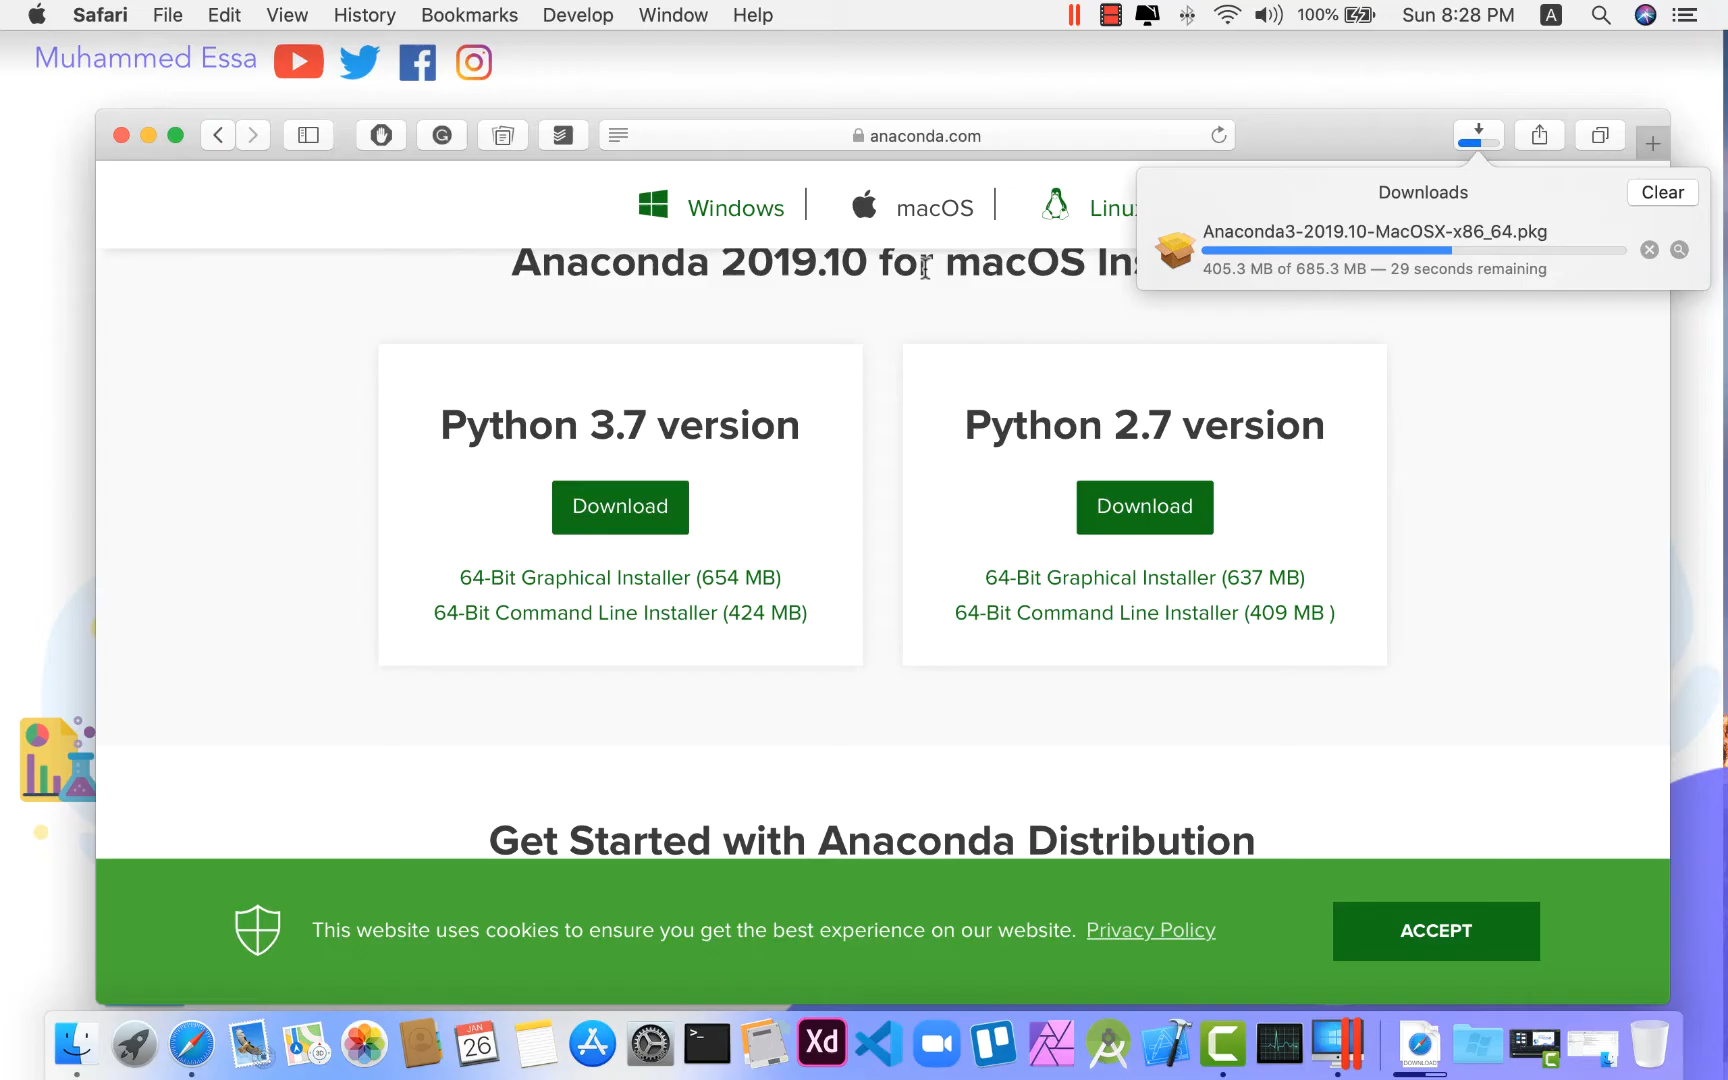 Safari File Edit View History Bookmarks Develop Window Help 100% Sun 8:28 PM A
Muhammed Essa
anaconda.com
Windows macOS Linu
Downloads Clear
Anaconda3-2019.10-MacOSX-x86_64.pkg
405.3 MB of 685.3 MB — 29 seconds remaining
Anaconda 2019.10 for macOS In
Python 3.7 version
Download
64-Bit Graphical Installer (654 MB)
64-Bit Command Line Installer (424 MB)
Python 2.7 version
Download
64-Bit Graphical Installer (637 MB)
64-Bit Command Line Installer (409 MB )
Get Started with Anaconda Distribution
This website uses cookies to ensure you get the best experience on our website. Privacy Policy
ACCEPT
JAN
26
3D
Xd
DOWNLOAD